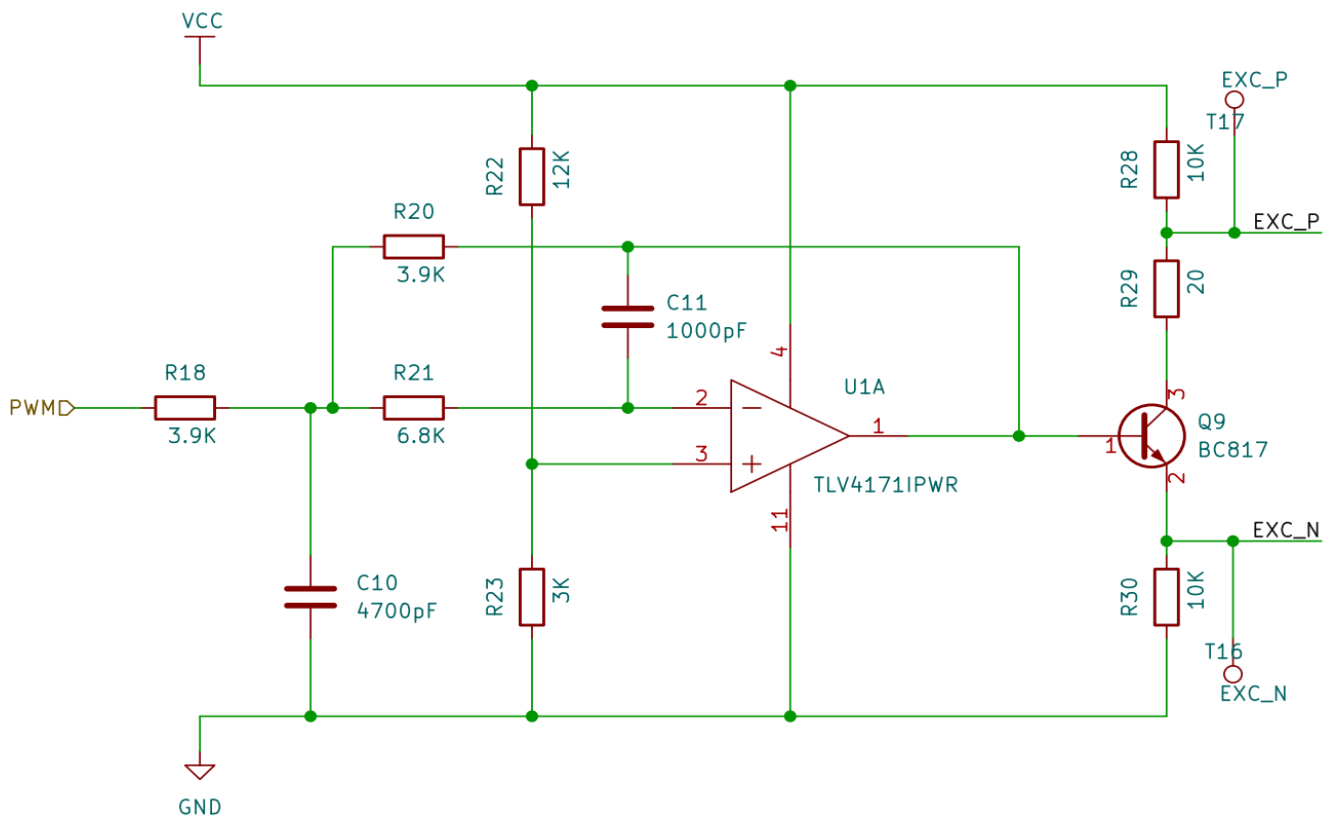 VCC
EXC_P
T17
R22
12K
R28
10K
EXC_P
R20
3.9K
R29
20
C11
1000pF
4
R18
3.9K
R21
6.8K
U1A
PWM
2
1
3
3
1
Q9
BC817
2
TLV4171IPWR
11
EXC_N
C10
4700pF
R23
3K
R30
10K
T16
EXC_N
GND